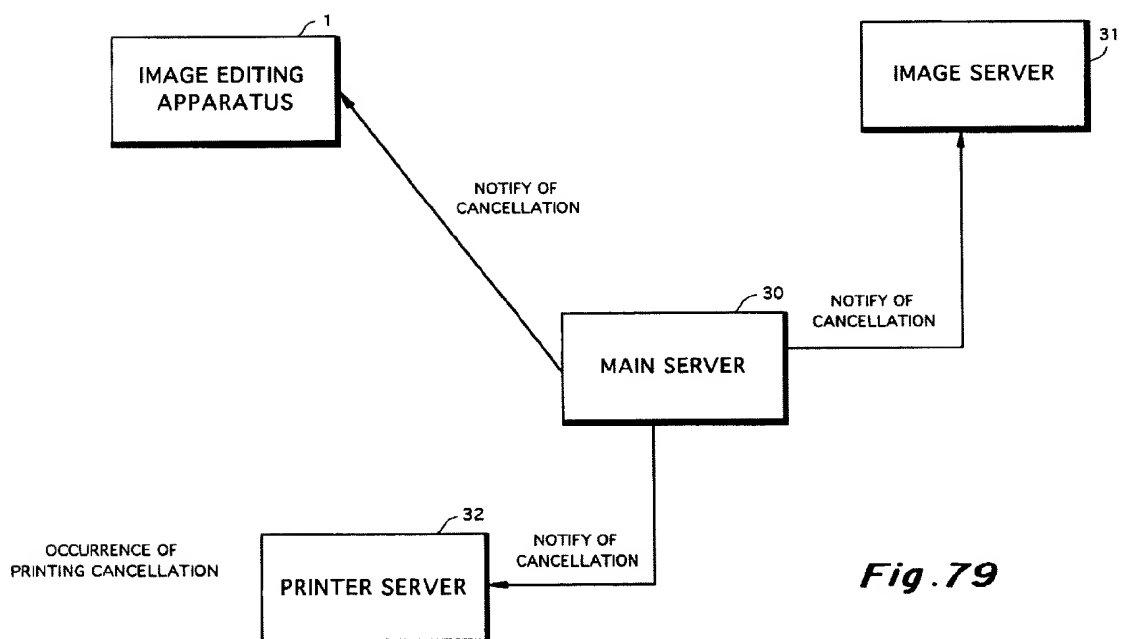 1
IMAGE EDITING
APPARATUS
31
IMAGE SERVER
NOTIFY OF
CANCELLATION
30
MAIN SERVER
NOTIFY OF
CANCELLATION
32
PRINTER SERVER
NOTIFY OF
CANCELLATION
OCCURRENCE OF
PRINTING CANCELLATION
Fig.79